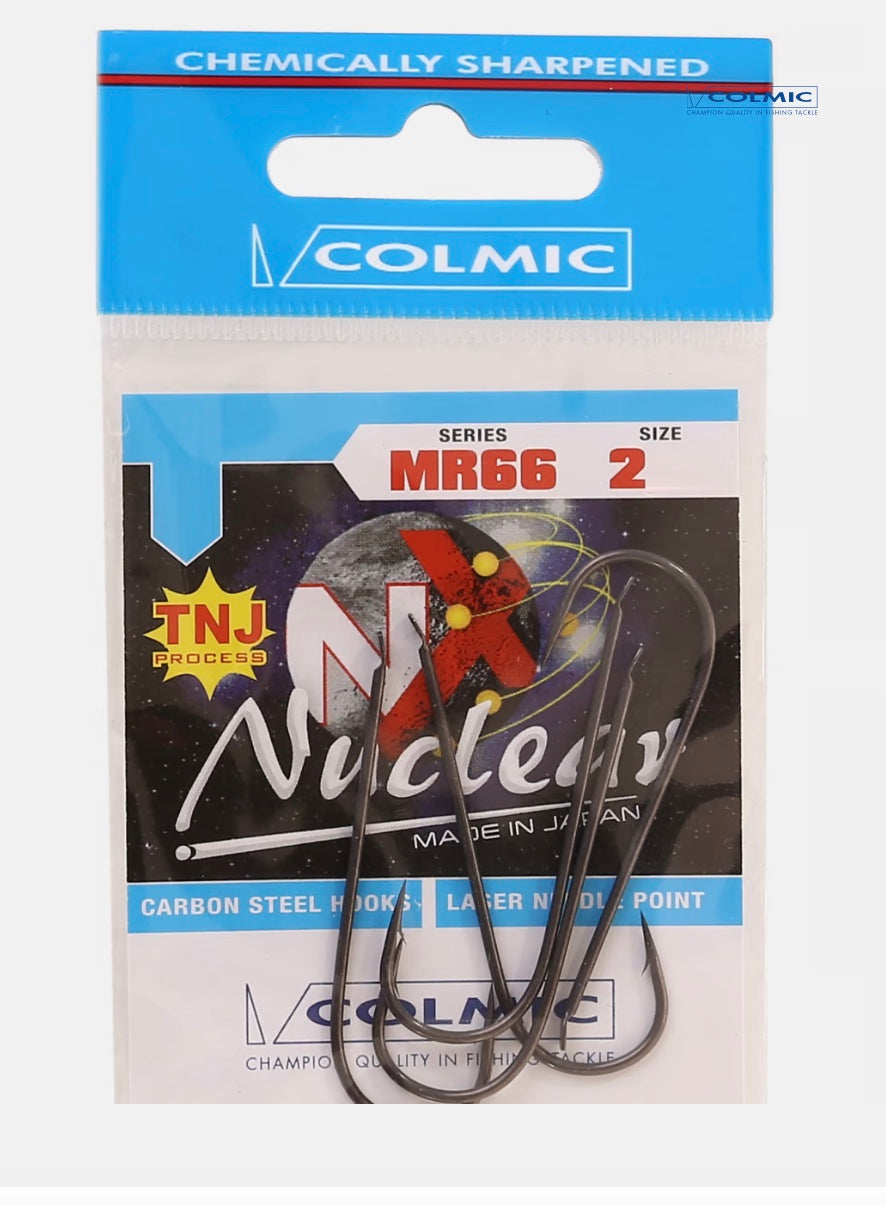 CHEMICALLY SHARPENED
COLMIC
CHAMPION QUALITY IN FISHING TACKLE
COLMIC
SERIES SIZE
MR66 2
NX
TNJ
PROCESS
Nuclear
MADE IN JAPAN
CARBON STEEL HOOKS LASER NEEDLE POINT
COLMIC
CHAMPION QUALITY IN FISHING TACKLE